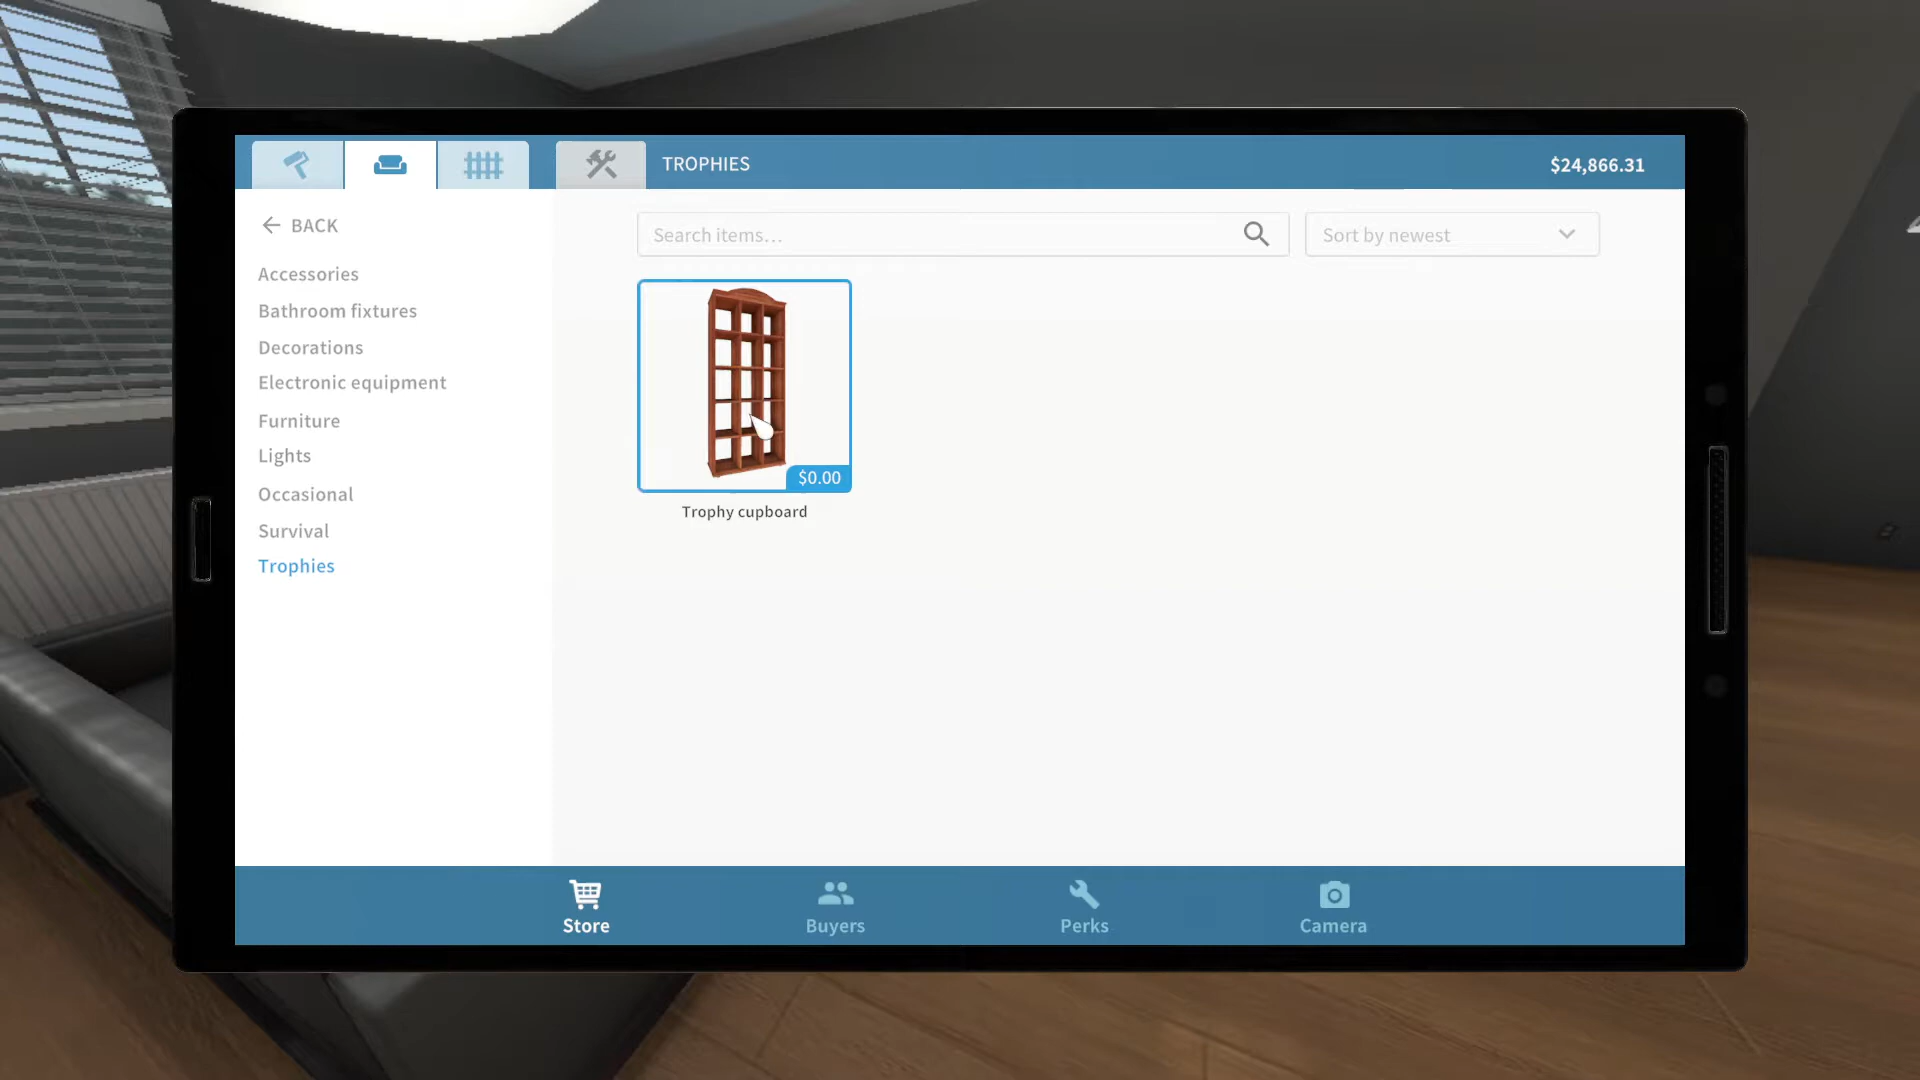 TROPHIES
$24,866.31
BACK
Search items...
Sort by newest
Accessories
Bathroom fixtures
Decorations
Electronic equipment
Furniture
Lights
Occasional
Survival
Trophies
$0.00
Trophy cupboard
Store
Buyers
Perks
Camera